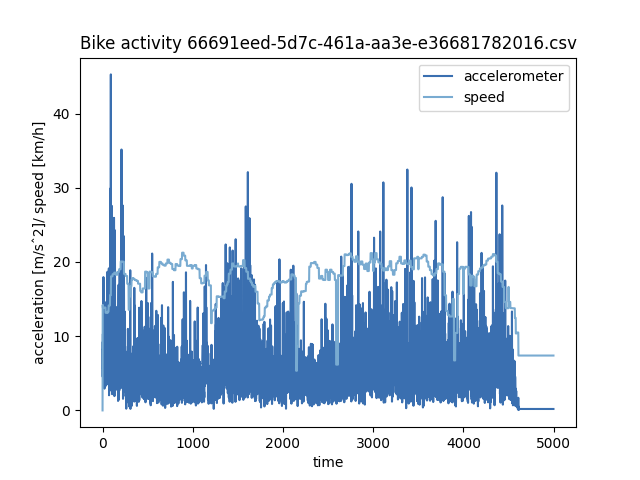 Bike activity 66691eed-5d7c-461a-aa3e-e36681782016.csv
accelerometer
speed
acceleration [m/s^2]/ speed [km/h]
40
30
20
10
0
0 1000 2000 3000 4000 5000
time